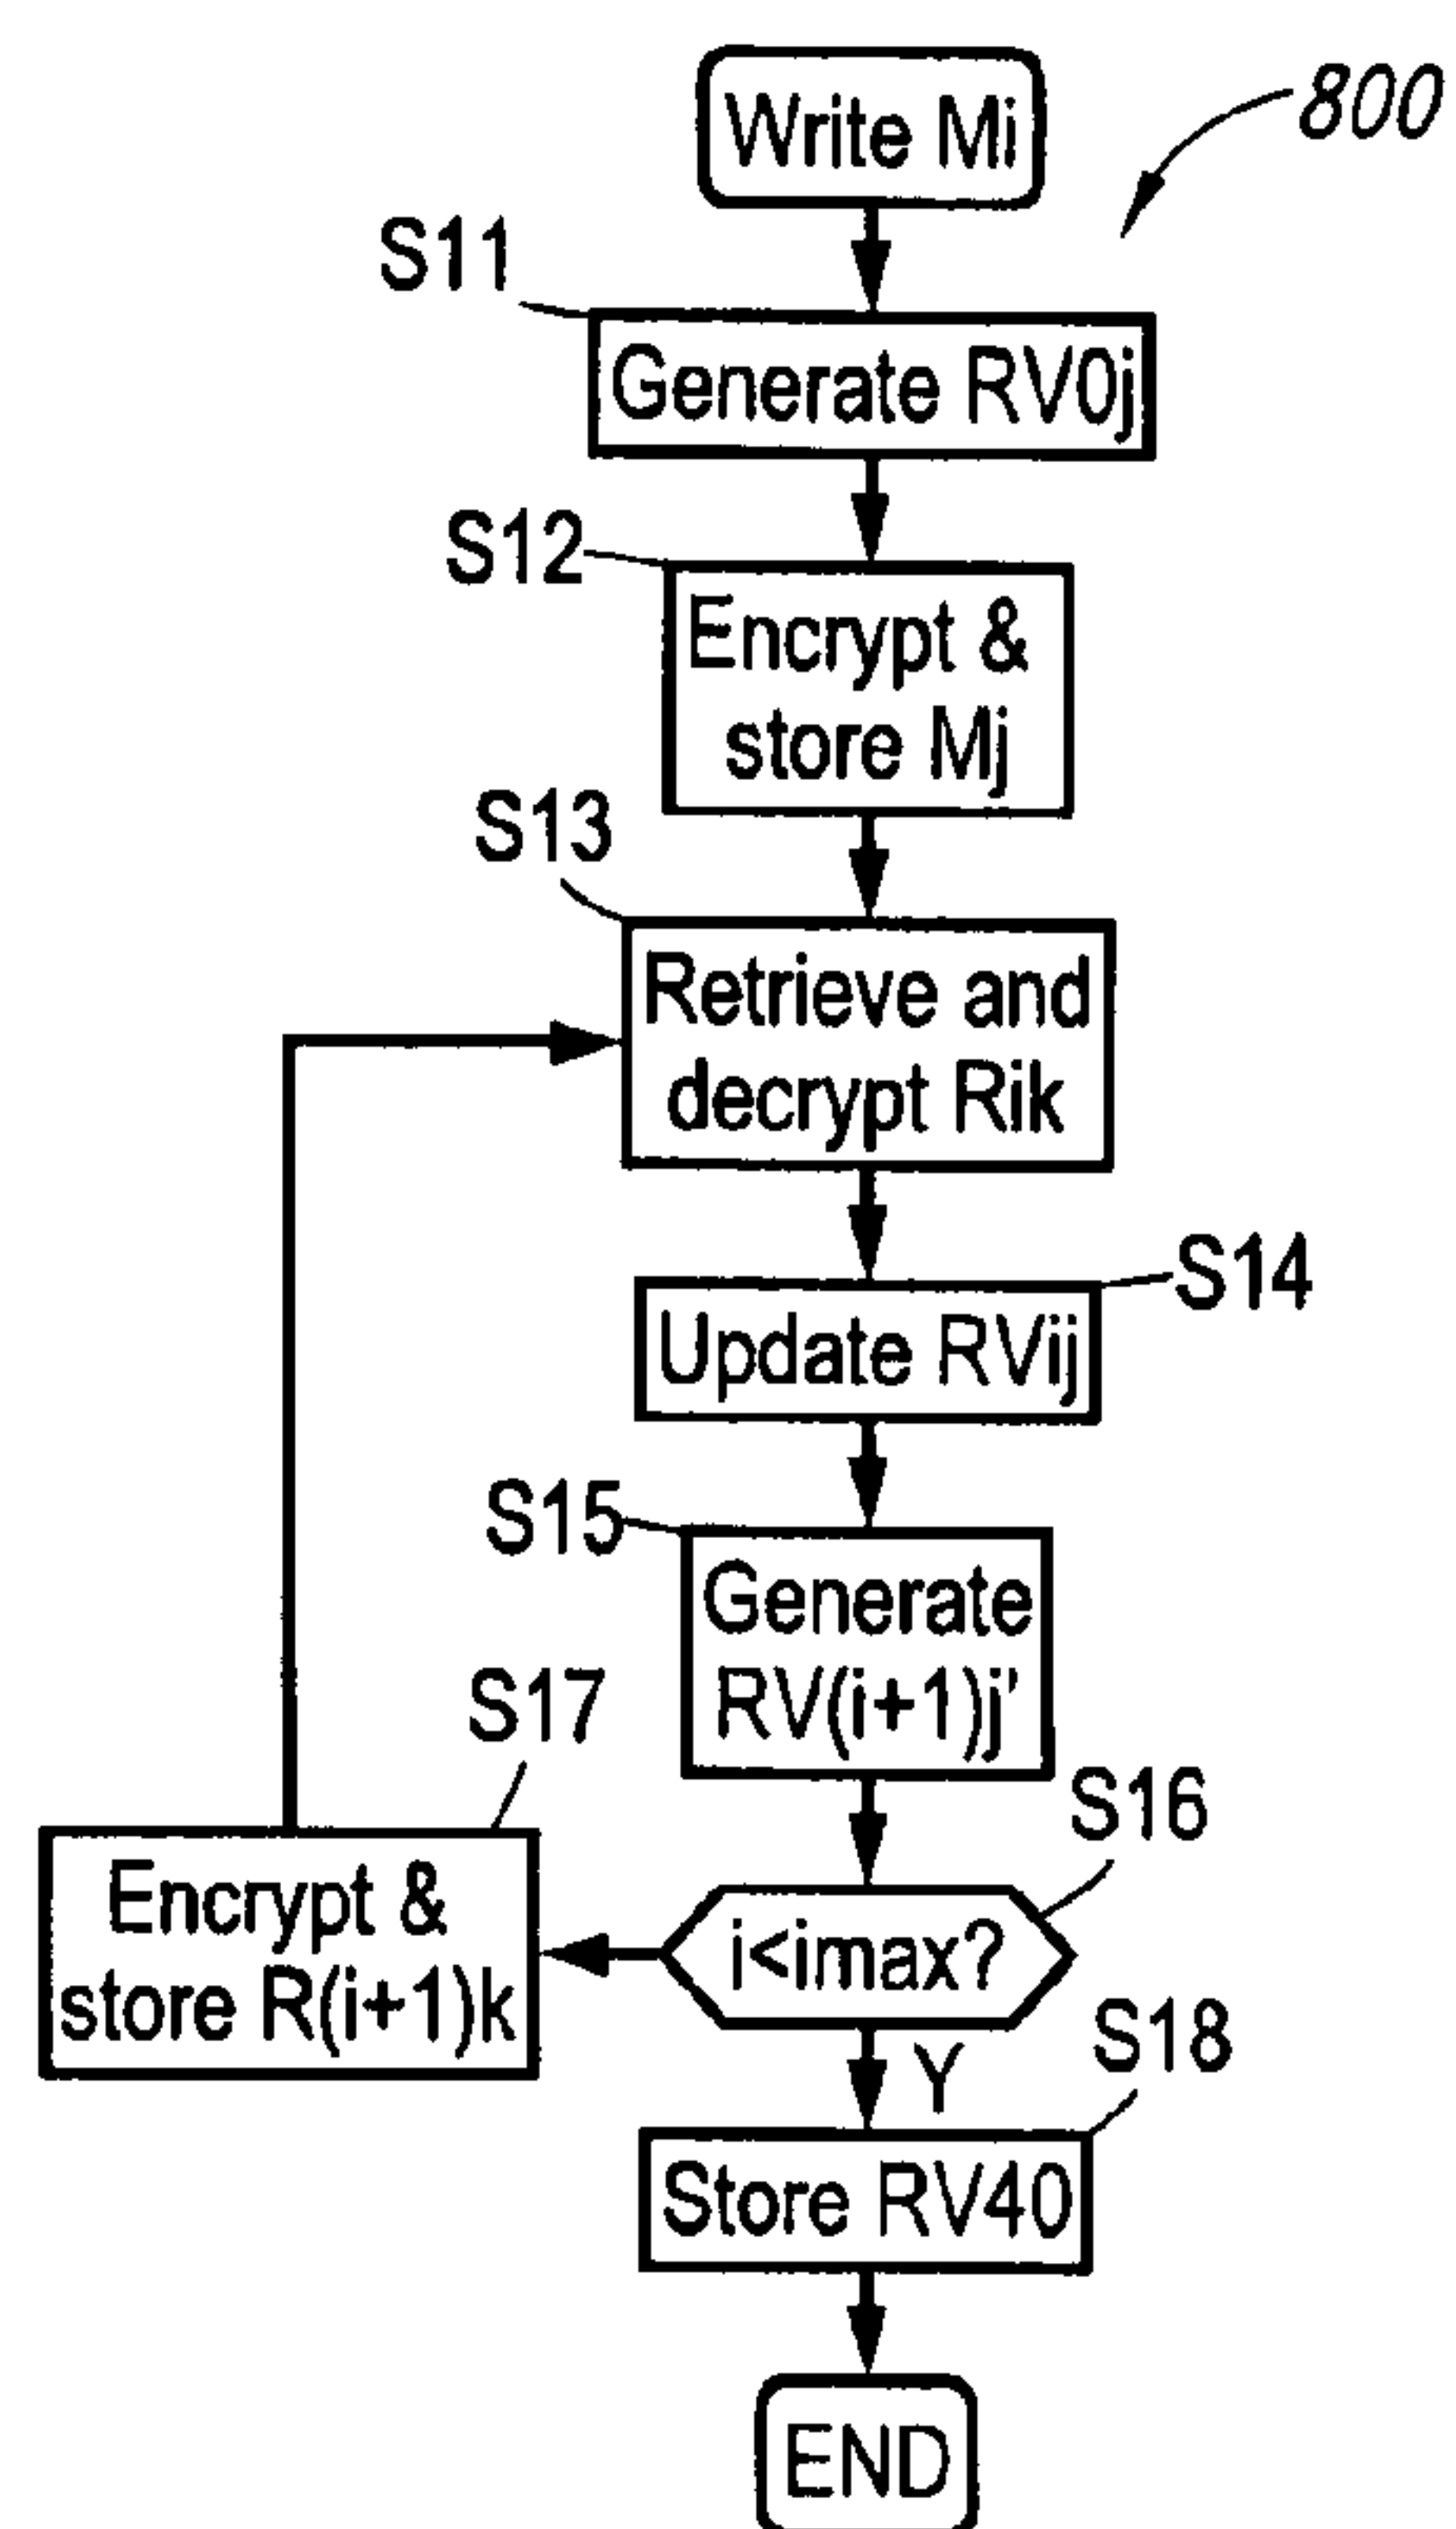 Write Mi
800
S11
Generate RV0j
S12
Encrypt &
store Mj
S13
Retrieve and
decrypt Rik
S14
Update RVij
S15
Generate
RV(i+1)j'
S17
S16
Encrypt &
store R(i+1)k
i<imax?
Y
S18
Store RV40
END